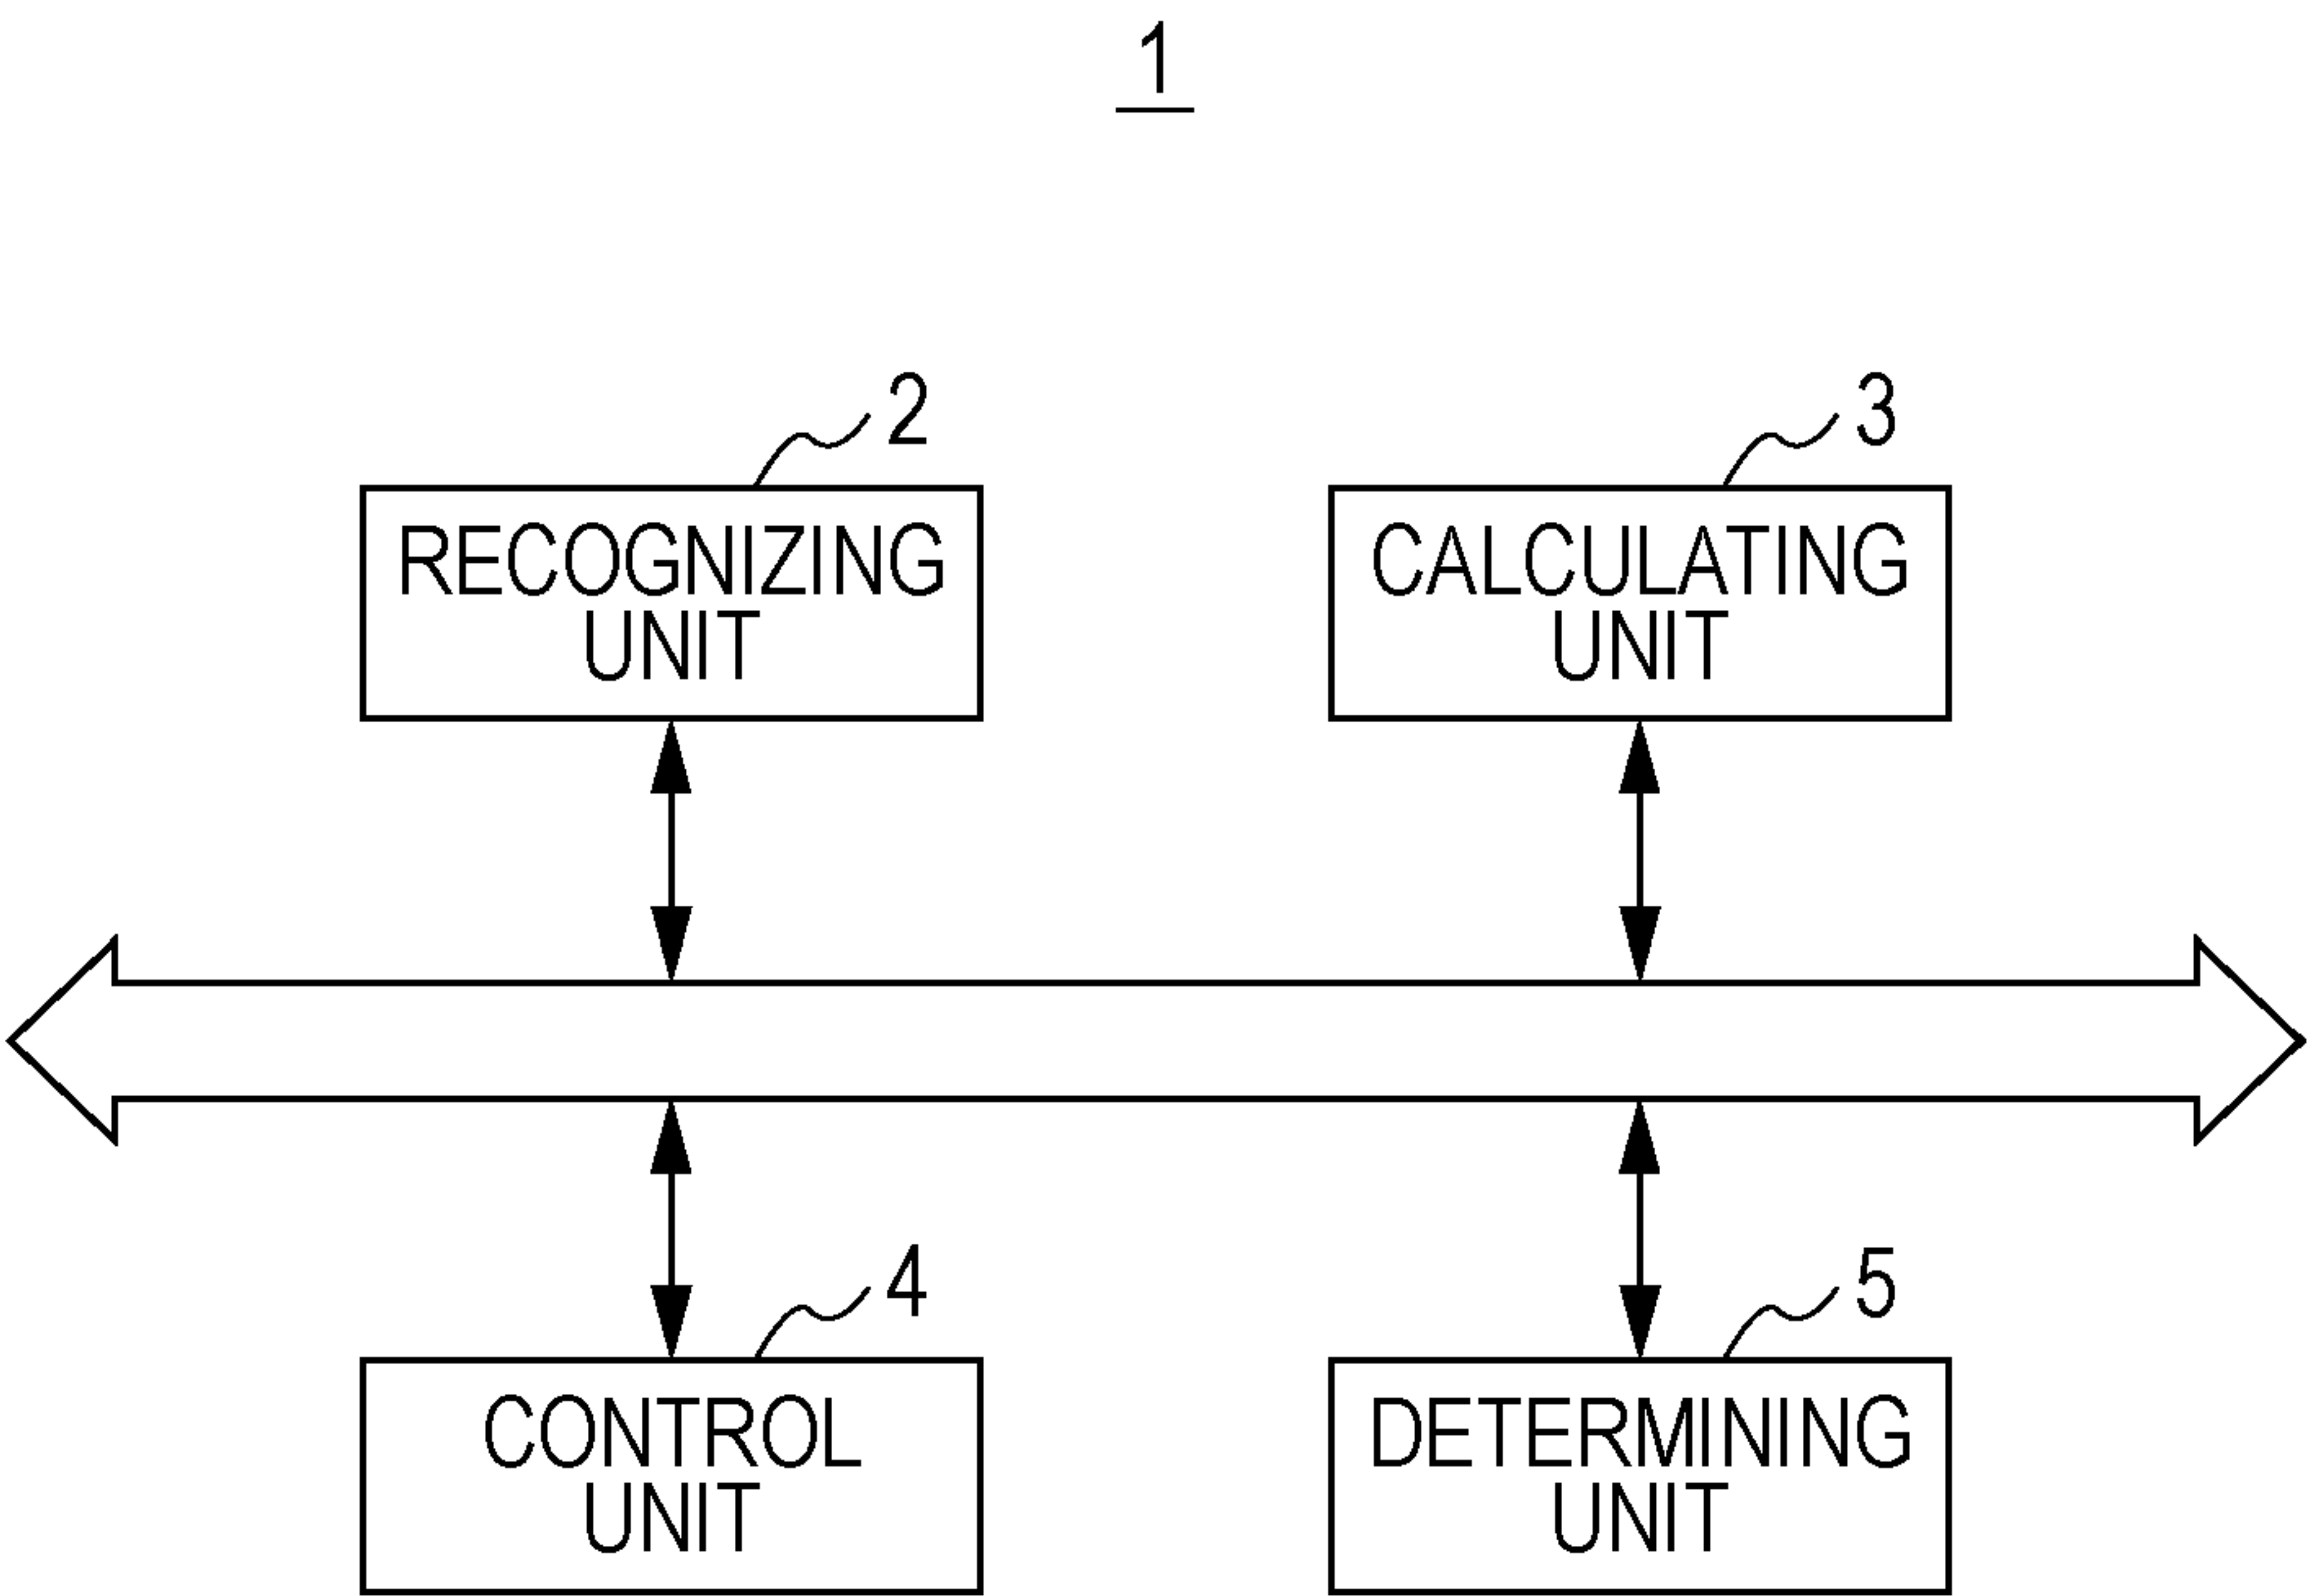 1
2
3
RECOGNIZING
UNIT
CALCULATING
UNIT
4
5
CONTROL
UNIT
DETERMINING
UNIT